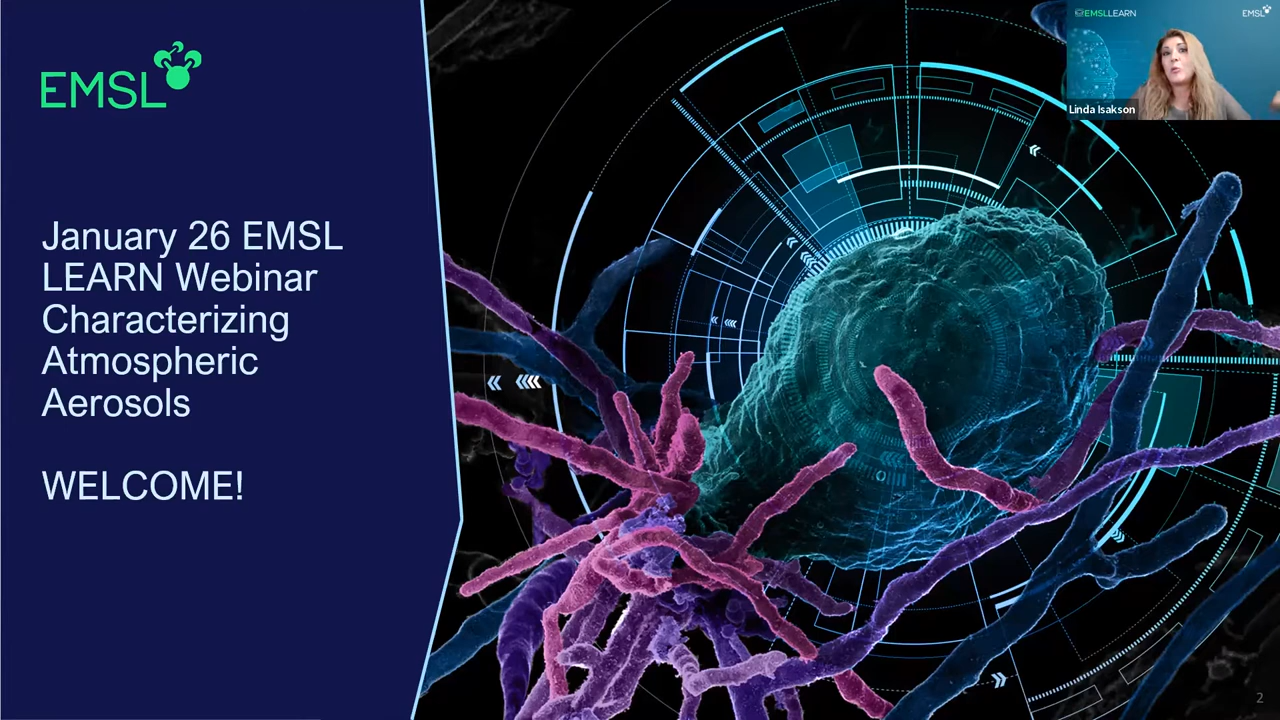 EMSL
January 26 EMSL
LEARN Webinar
Characterizing
Atmospheric
Aerosols
WELCOME!
EMSLLEARN
EMSL
Linda Isakson
2